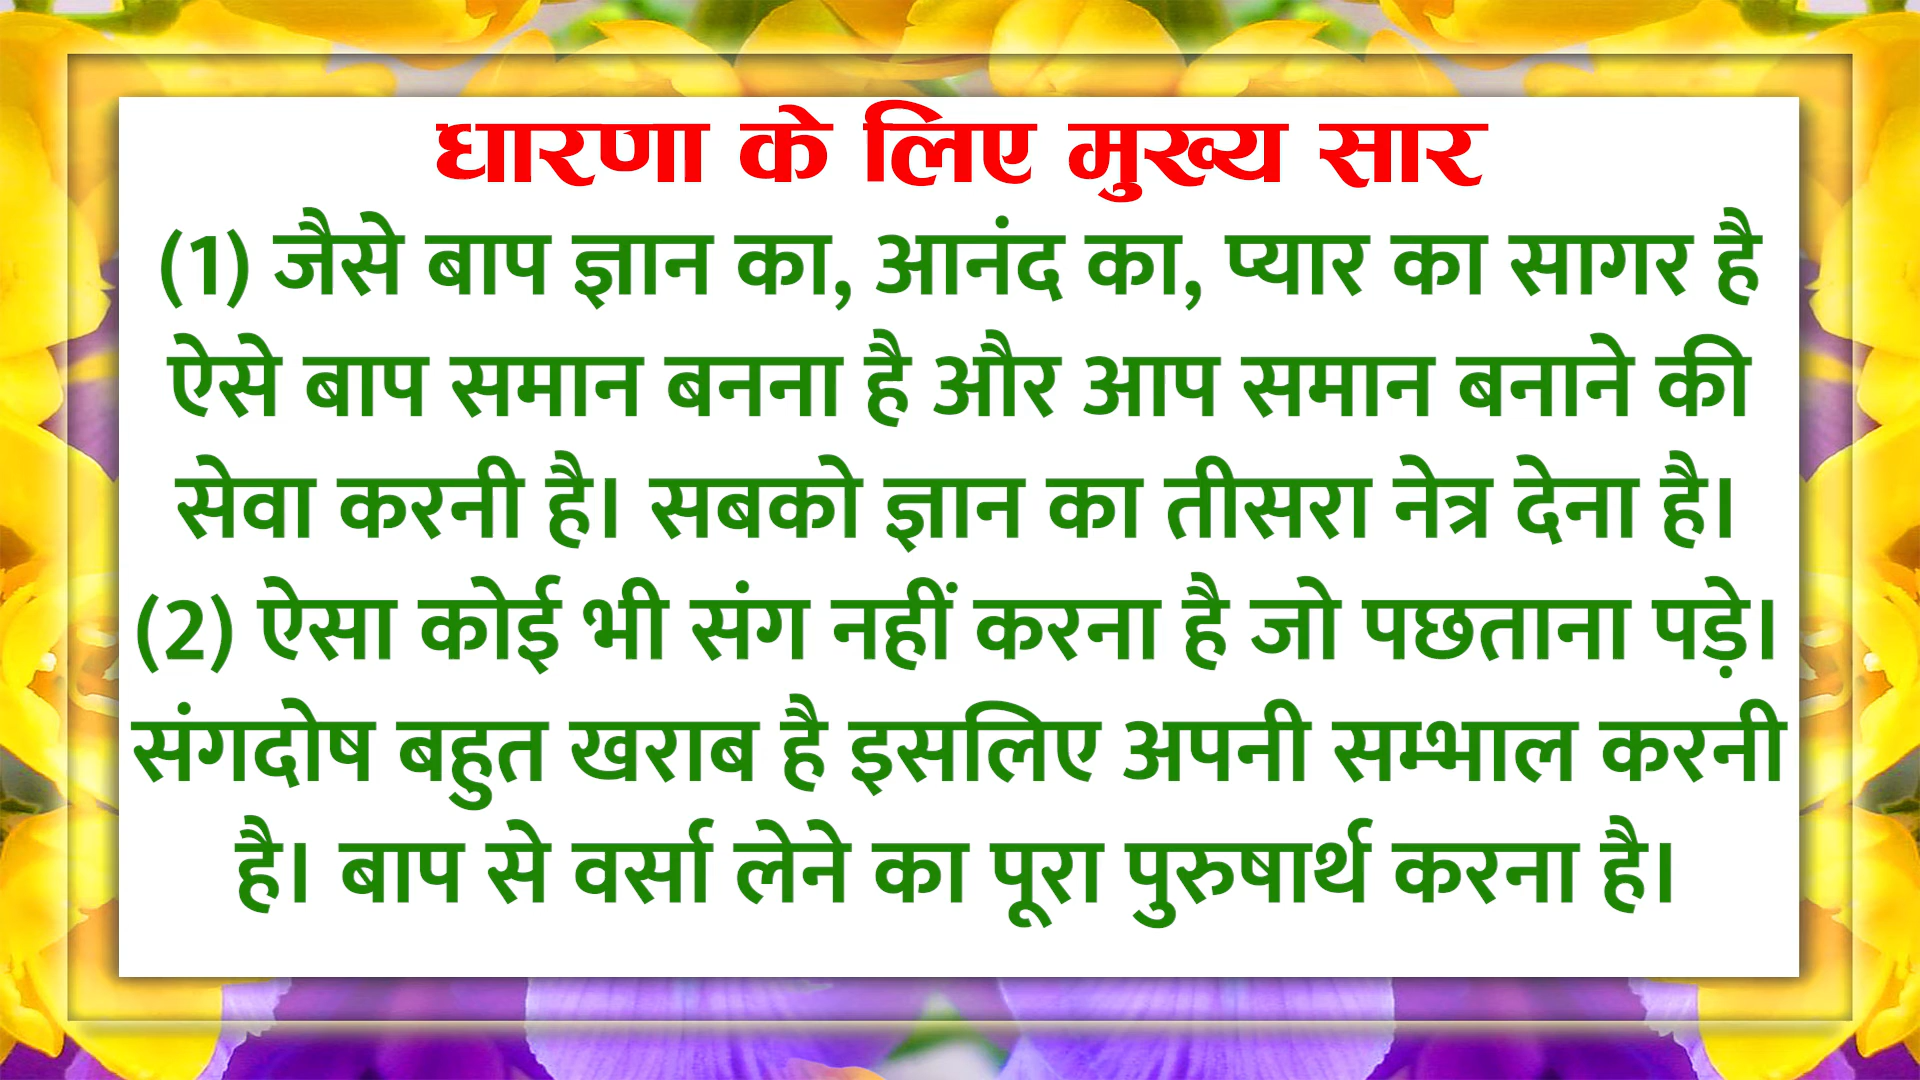 धारणा के लिए मुख्य सार
(1) जैसे बाप ज्ञान का, आनंद का, प्यार का सागर है
ऐसे बाप समान बनना है और आप समान बनाने की
सेवा करनी है। सबको ज्ञान का तीसरा नेत्र देना है।
(2) ऐसा कोई भी संग नहीं करना है जो पछताना पड़े।
संगदोष बहुत खराब है इसलिए अपनी सम्भाल करनी
है। बाप से वर्सा लेने का पूरा पुरुषार्थ करना है।